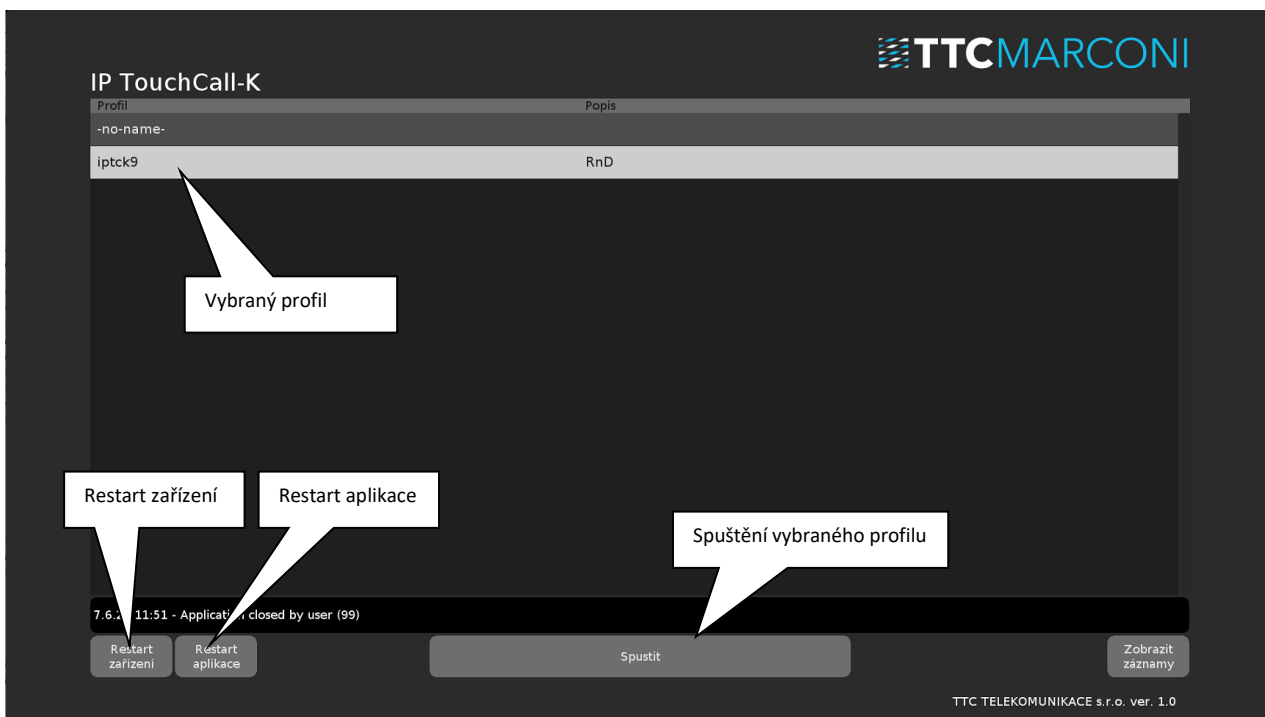 TTCMARCONI
IP TouchCall-K
Profil Popis
-no-name-
iptck9 RnD
Vybraný profil
Restart zařízení Restart aplikace
Spuštění vybraného profilu
11:51 - Application closed by user (99)
Restart zařízení
Restart aplikace
Spustit
Zobrazit
záznamy
TTC TELEKOMUNIKACE s.r.o. ver. 1.0